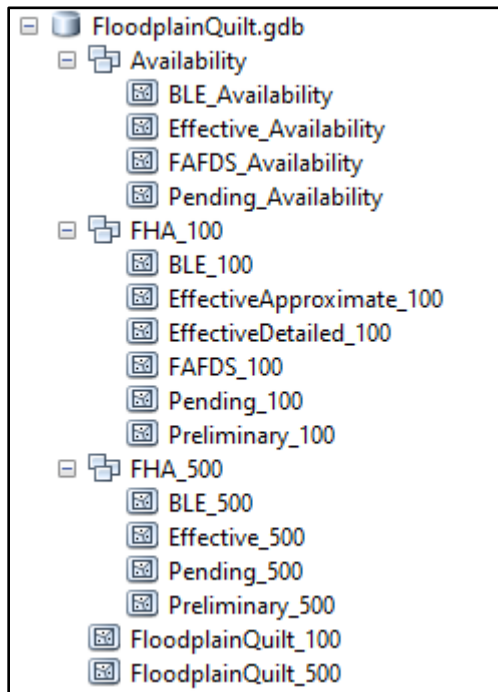 FloodplainQuilt.gdb
Availability
BLE_Availability
Effective_Availability
FAFDS_Availability
Pending_Availability
FHA_100
BLE_100
EffectiveApproximate_100
EffectiveDetailed_100
FAFDS_100
Pending_100
Preliminary_100
FHA_500
BLE_500
Effective_500
Pending_500
Preliminary_500
FloodplainQuilt_100
FloodplainQuilt_500